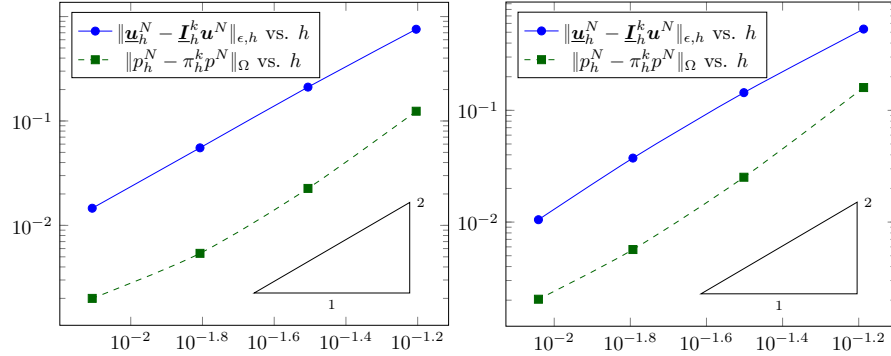 ‖u_h^N − I_h^k u^N‖_{ϵ,h} vs. h
‖p_h^N − π_h^k p^N‖_Ω vs. h
10^{−1}
10^{−2}
2
1
10^{−2} 10^{−1.8} 10^{−1.6} 10^{−1.4} 10^{−1.2}
‖u_h^N − I_h^k u^N‖_{ϵ,h} vs. h
‖p_h^N − π_h^k p^N‖_Ω vs. h
10^{−1}
10^{−2}
2
1
10^{−2} 10^{−1.8} 10^{−1.6} 10^{−1.4} 10^{−1.2}